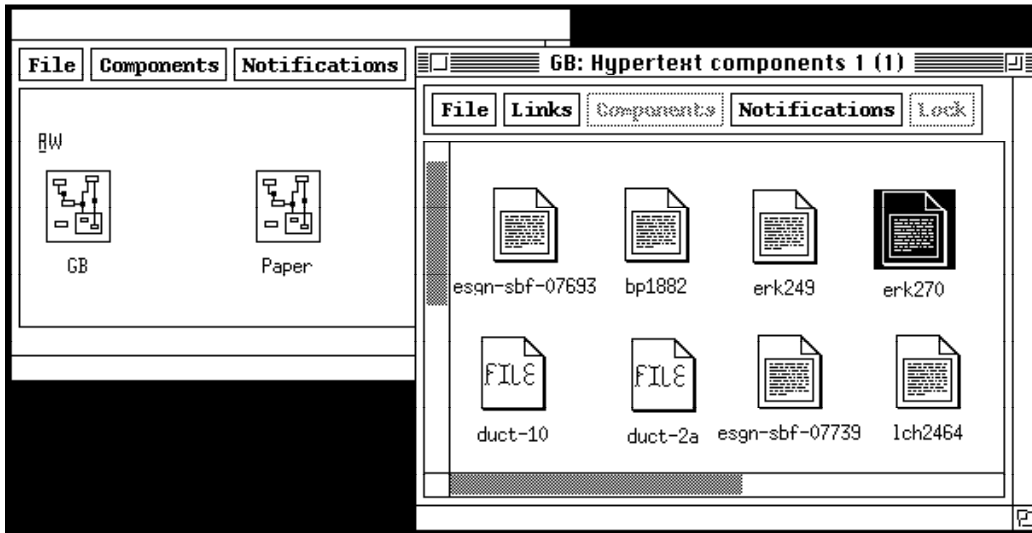 File Components Notifications
AW
GB Paper
GB: Hypertext components 1 (1)
File Links Components Notifications Lock
esgn-sbf-07693 bp1882 erk249 erk270
FILE FILE
duct-10 duct-2a esgn-sbf-07739 lch2464